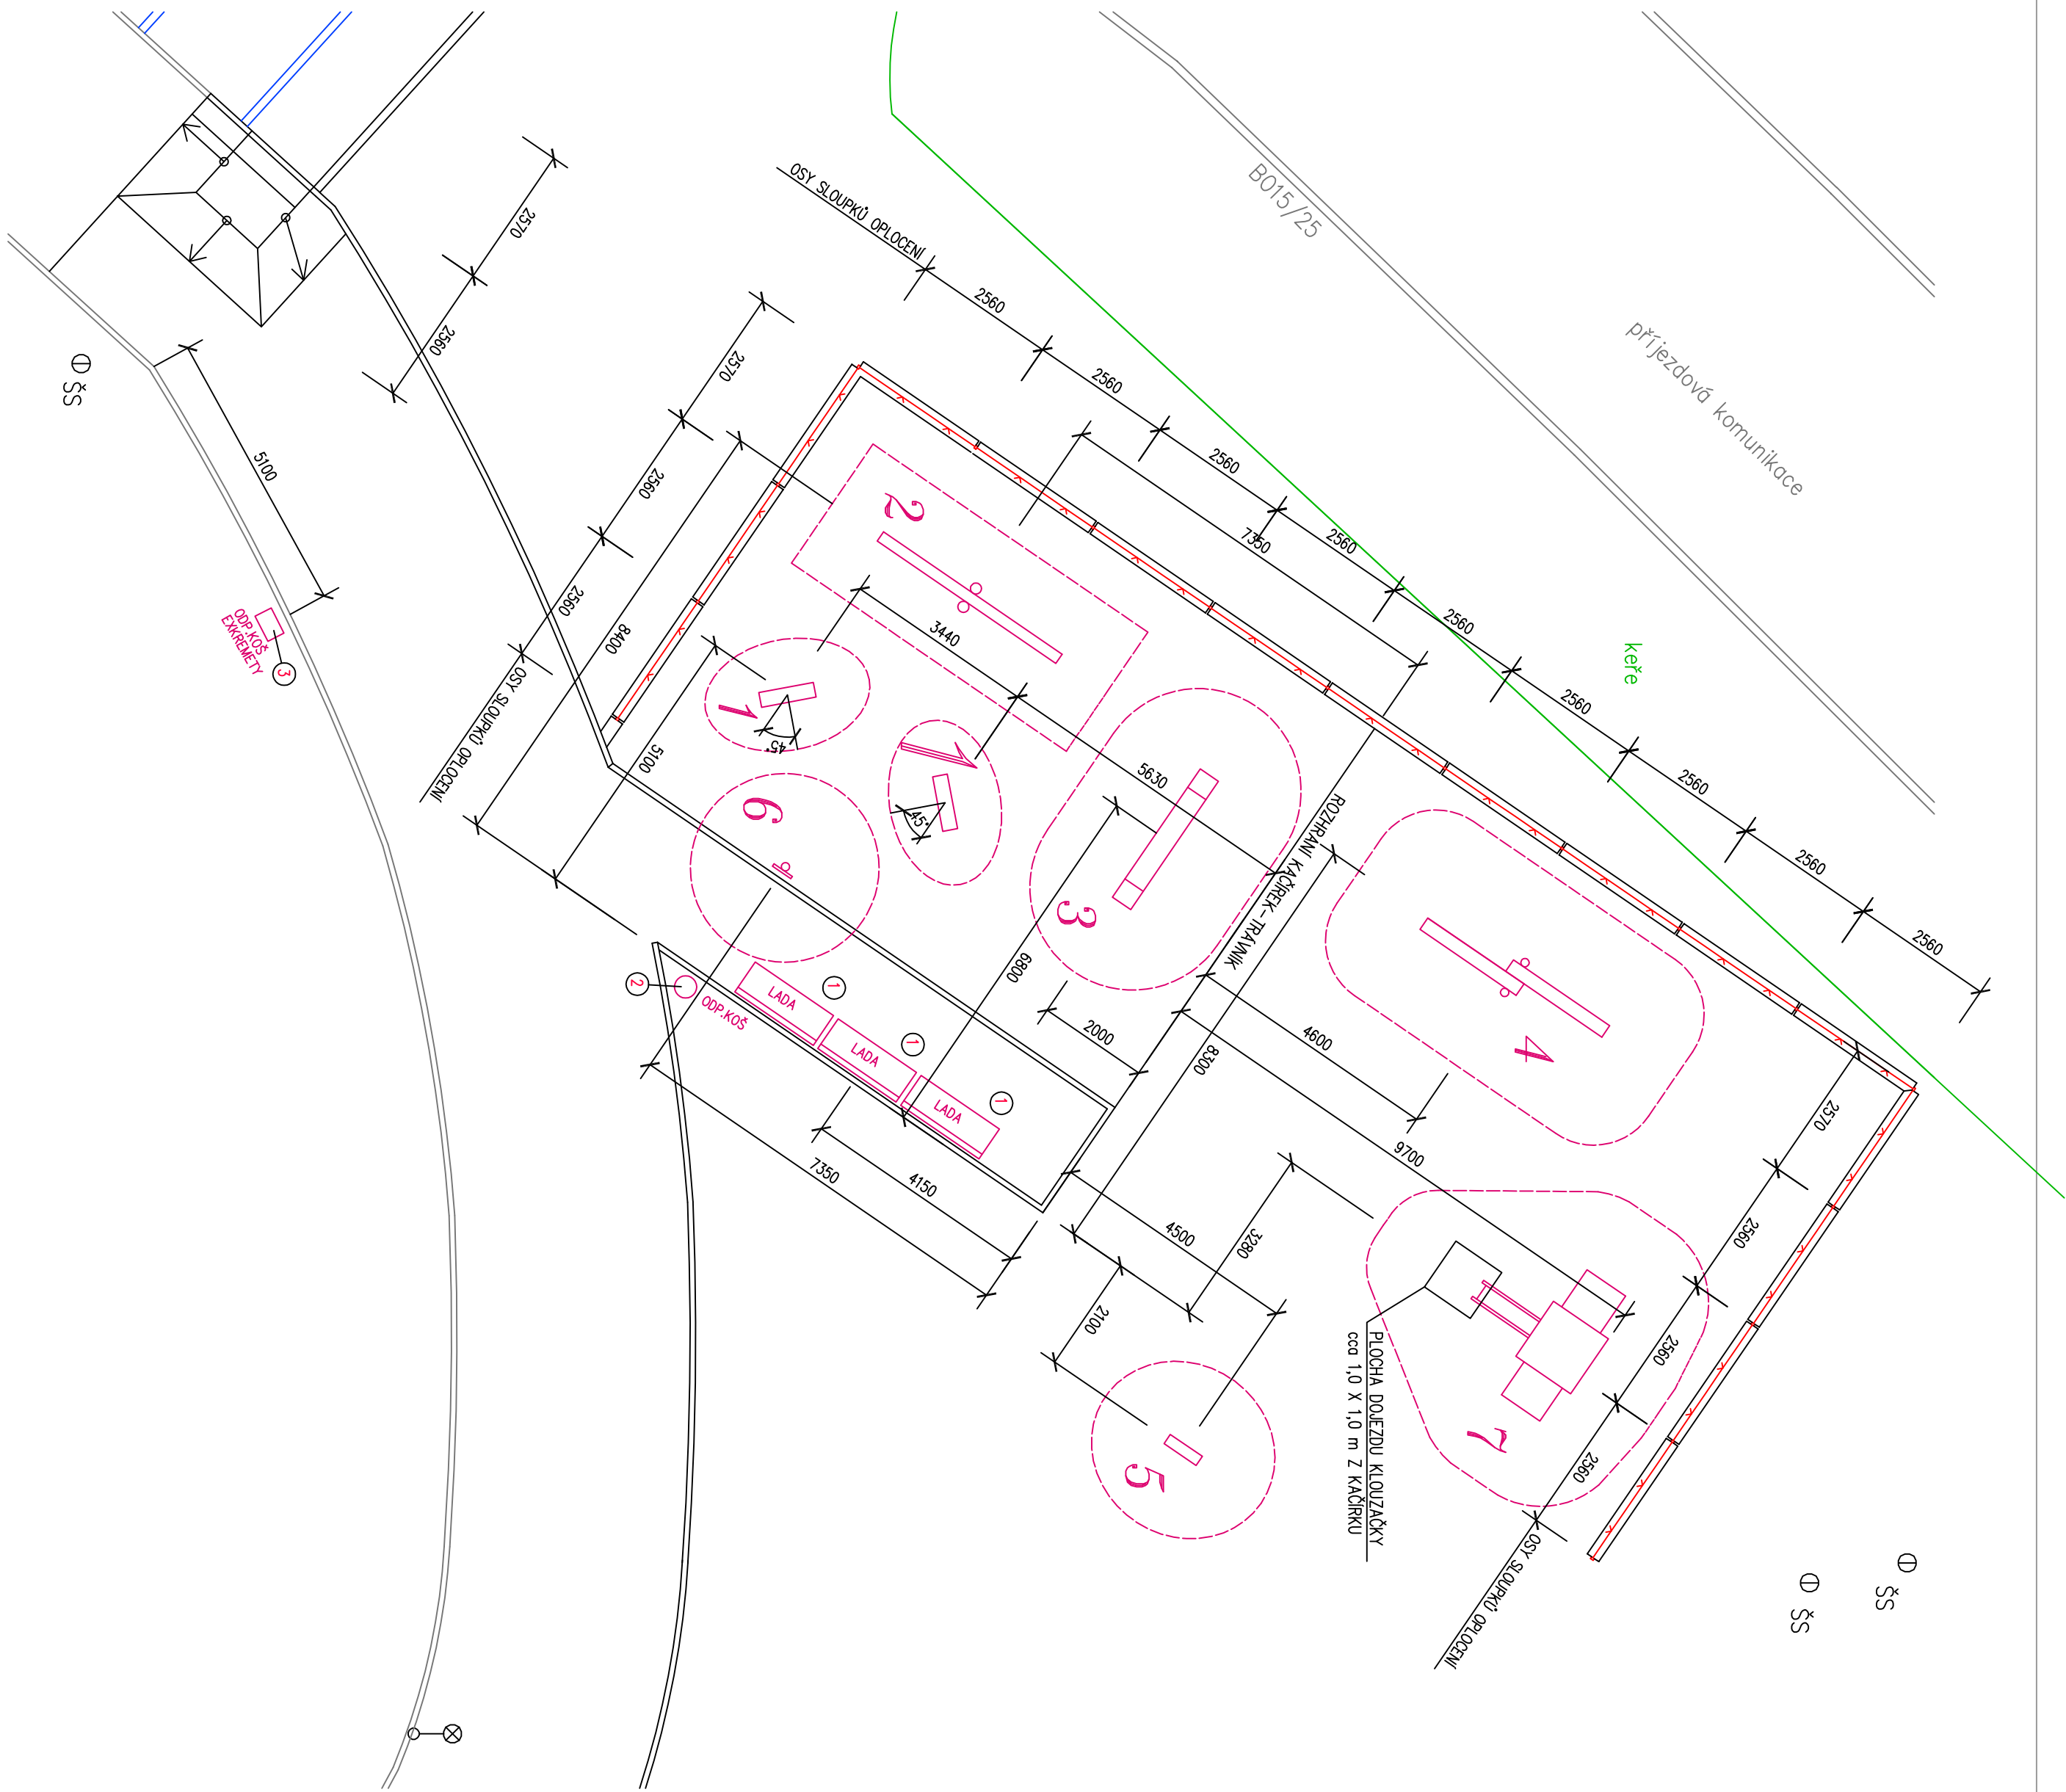 B015/25
příjezdová komunikace
keře
OSY SLOUPKŮ OPLOCENÍ
2560
2560
2560
2560
2560
2560
2560
2560
2560
2570
2560
2570
2560
2560
OSY SLOUPKŮ OPLOCENÍ
8400
5100
5100
ŠS
ODP.KOŠ
EXKREMETY
3
7350
3440
5630
2
1
45°
1
45°
6
3
4
ROZHRANÍ KAČÍREK-TRÁVNÍK
6800
2000
8300
4600
9700
2
ODP.KOŠ
LADA
1
LADA
1
LADA
1
7350
4150
4500
3280
2100
5
7
PLOCHA DOJEZDU KLOUZAČKY
cca 1,0 X 1,0 m Z KAČÍRKU
2570
2560
2560
2560
OSY SLOUPKŮ OPLOCENÍ
ŠS
ŠS